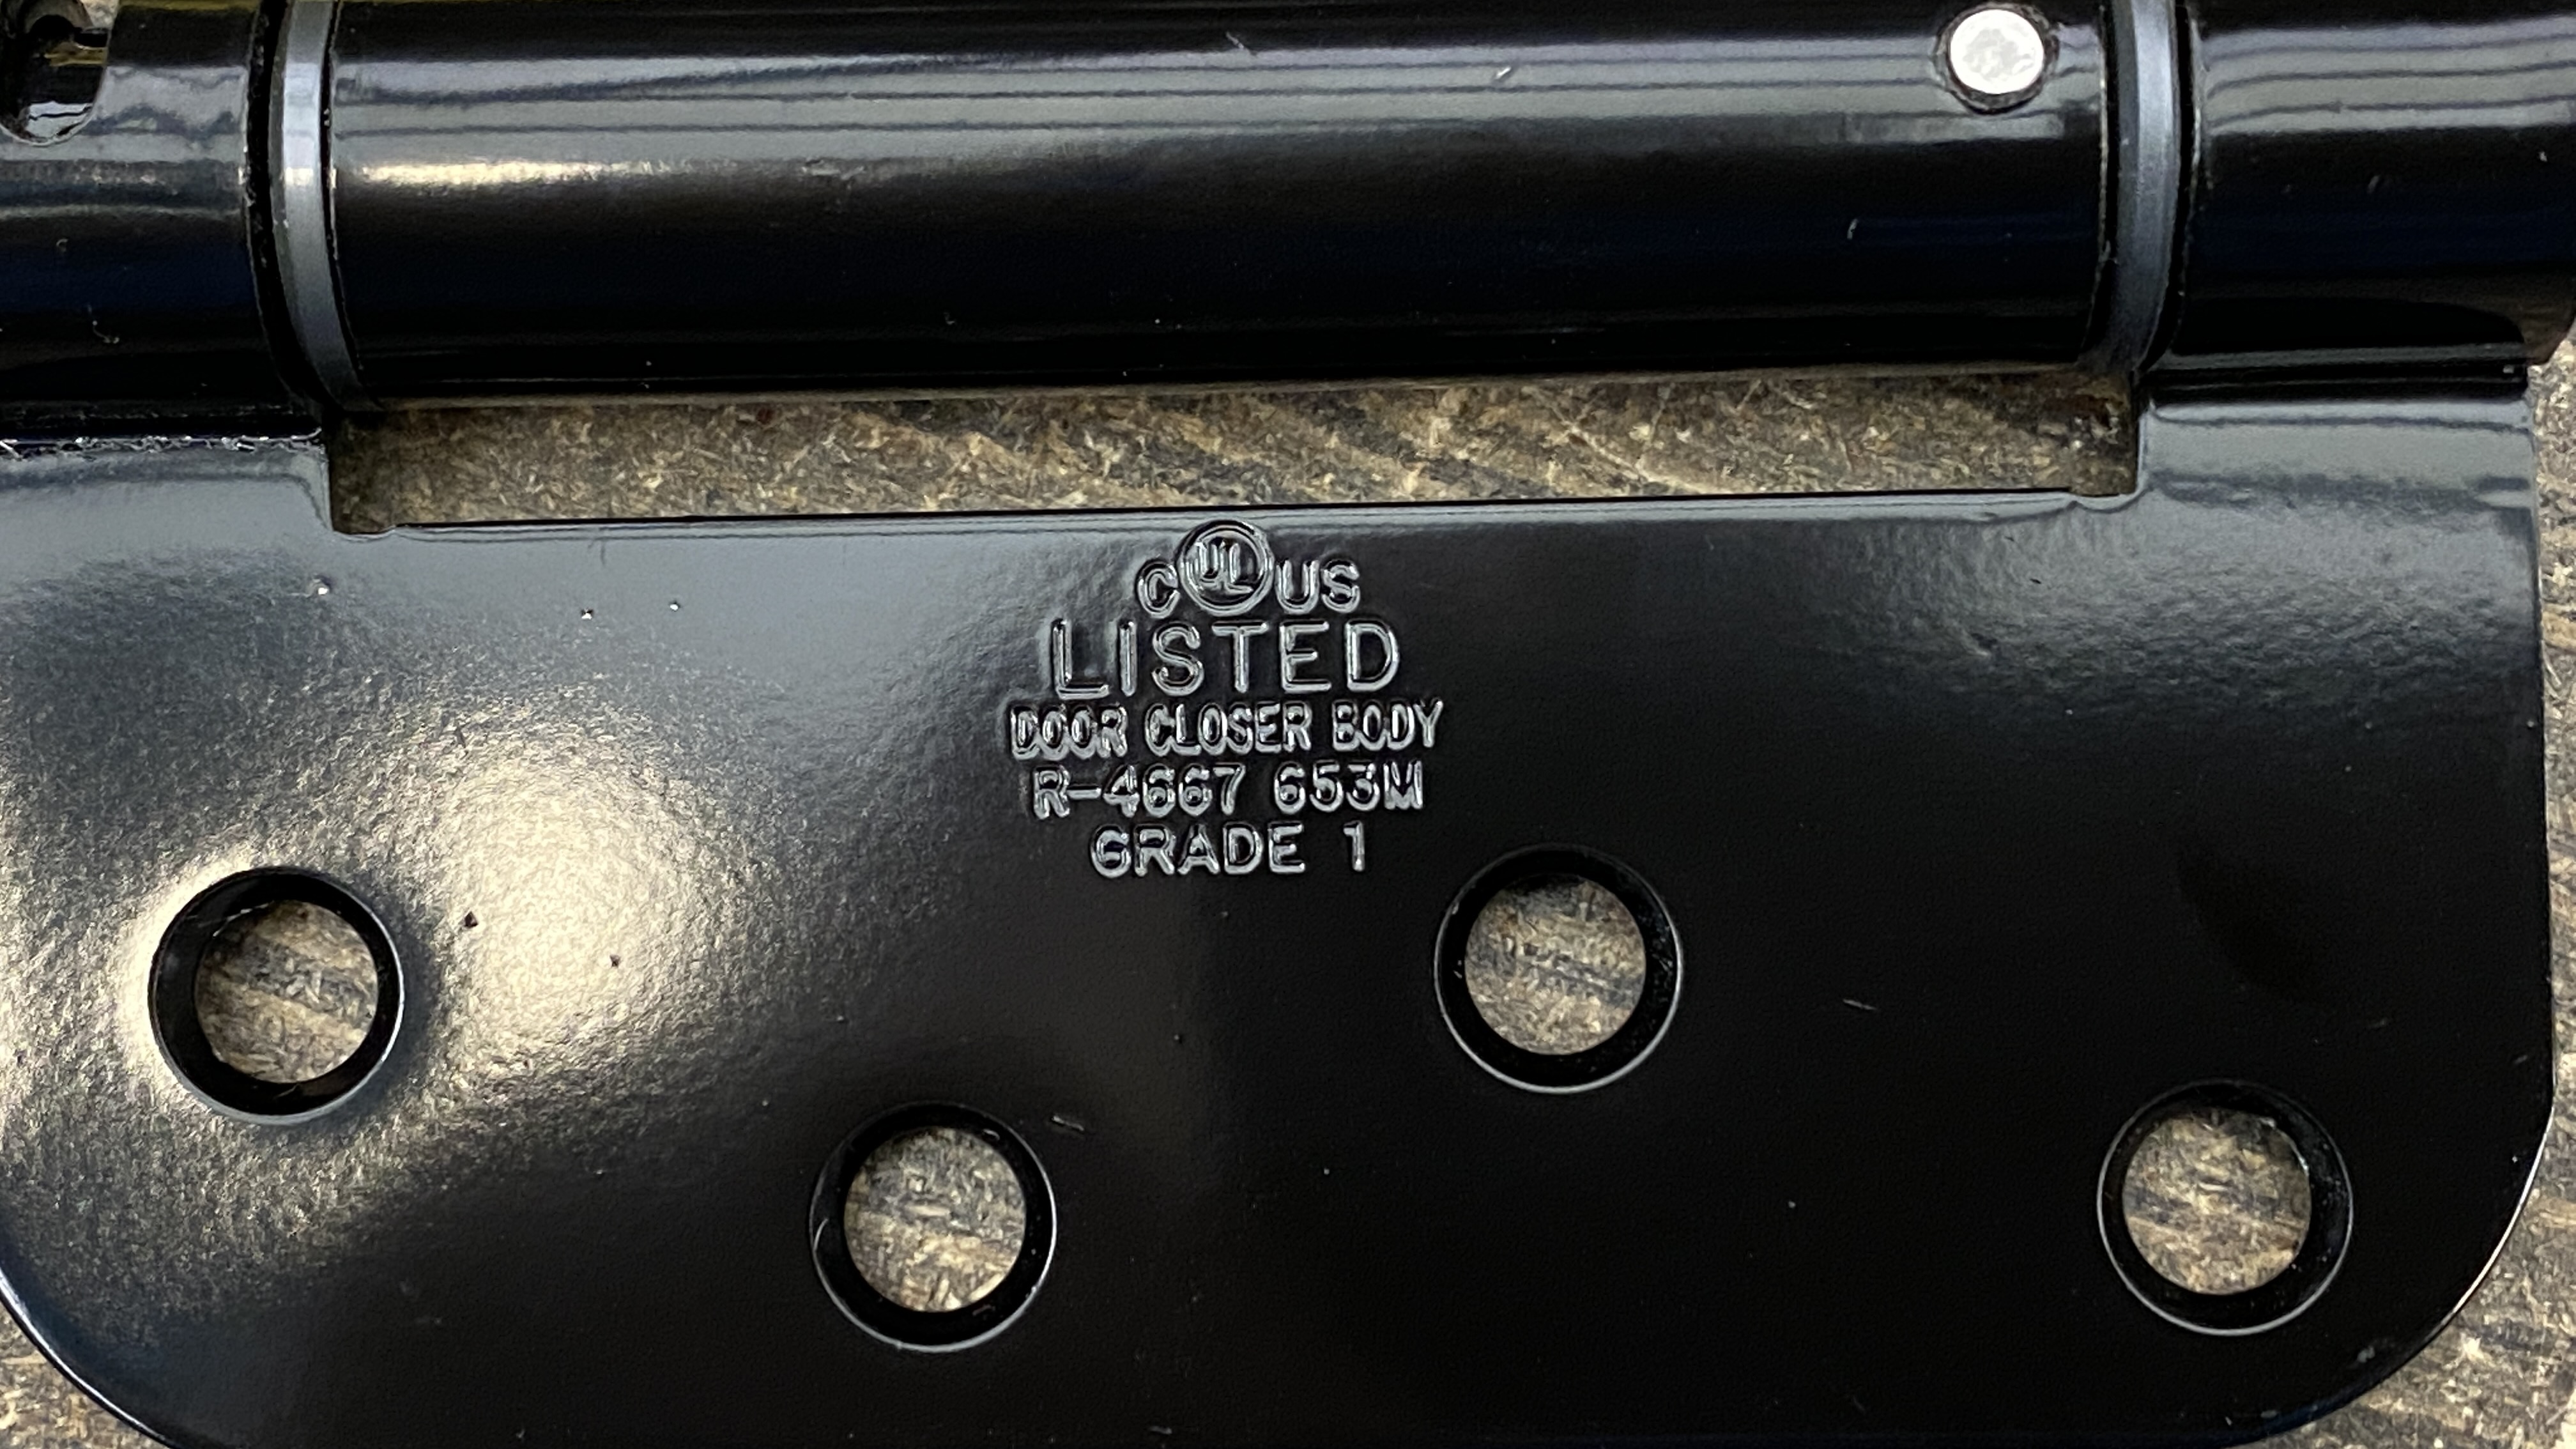 C UL US
LISTED
DOOR CLOSER BODY
R-4667 653M
GRADE 1